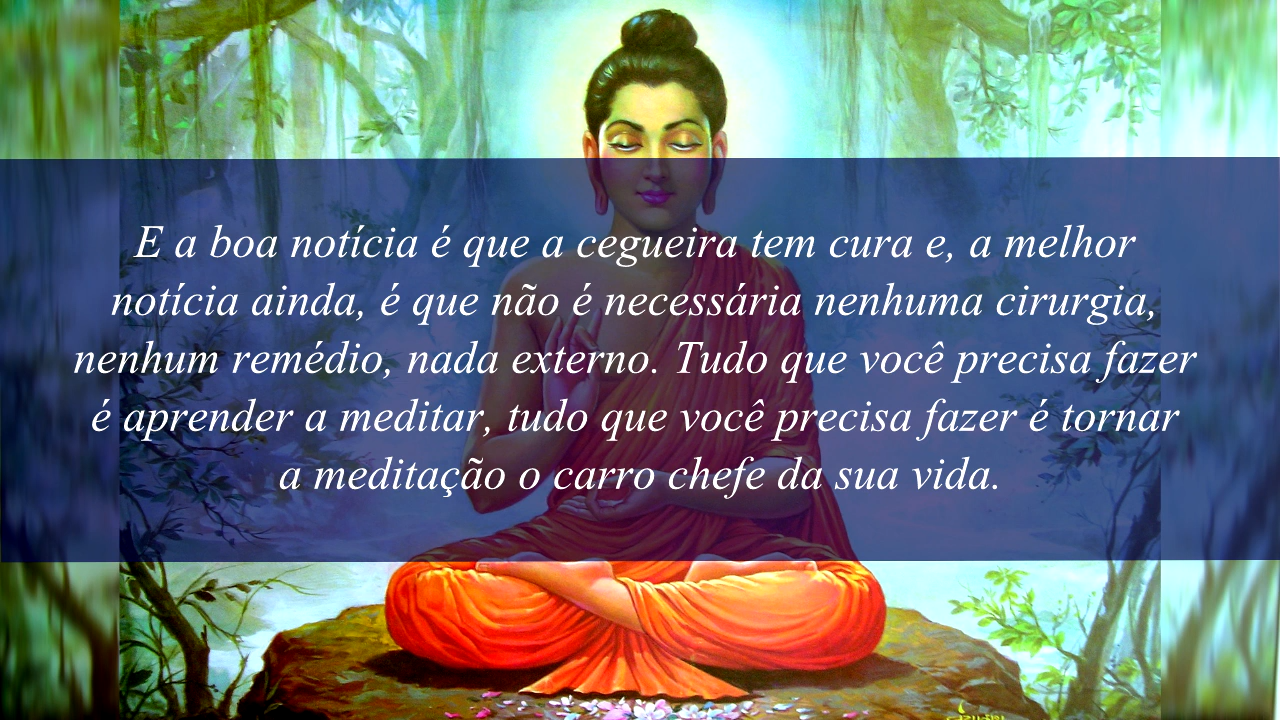 E a boa notícia é que a cegueira tem cura e, a melhor
notícia ainda, é que não é necessária nenhuma cirurgia,
nenhum remédio, nada externo. Tudo que você precisa fazer
é aprender a meditar, tudo que você precisa fazer é tornar
a meditação o carro chefe da sua vida.